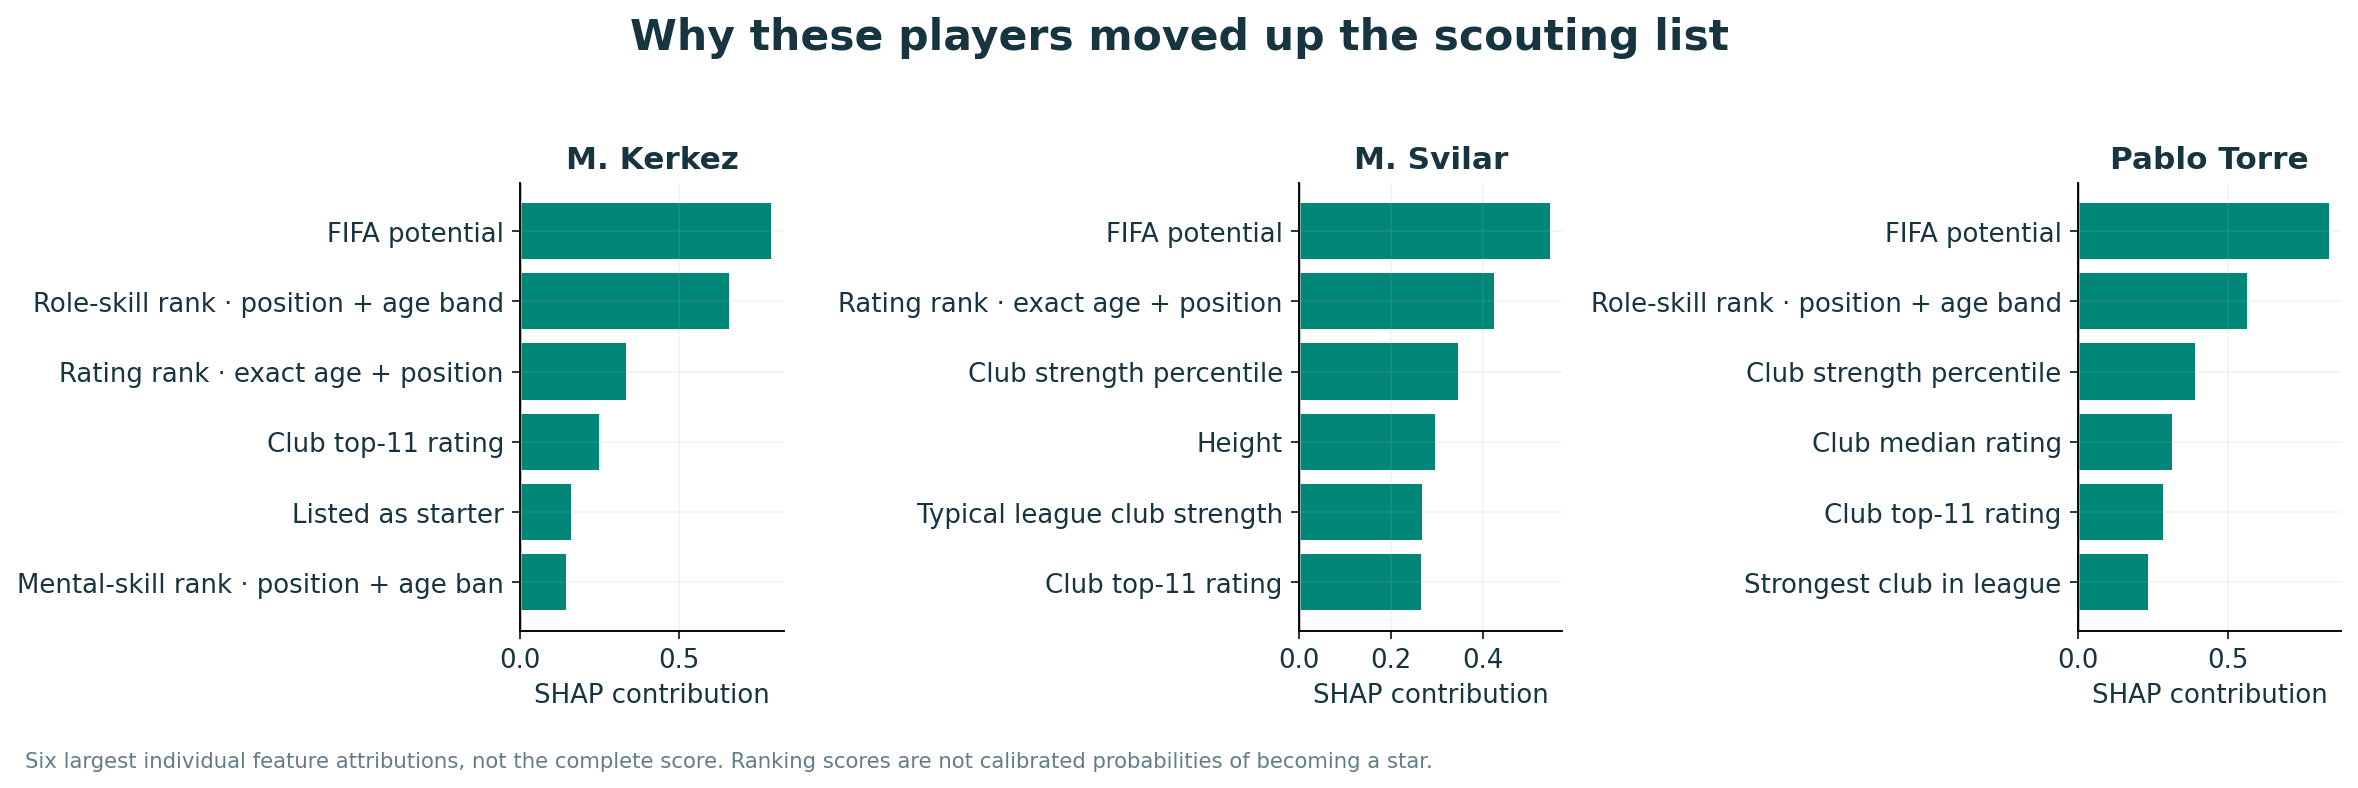 Why these players moved up the scouting list
M. Kerkez
FIFA potential
Role-skill rank · position + age band
Rating rank · exact age + position
Club top-11 rating
Listed as starter
Mental-skill rank · position + age ban
0.0 0.5
SHAP contribution
M. Svilar
FIFA potential
Rating rank · exact age + position
Club strength percentile
Height
Typical league club strength
Club top-11 rating
0.0 0.2 0.4
SHAP contribution
Pablo Torre
FIFA potential
Role-skill rank · position + age band
Club strength percentile
Club median rating
Club top-11 rating
Strongest club in league
0.0 0.5
SHAP contribution
Six largest individual feature attributions, not the complete score. Ranking scores are not calibrated probabilities of becoming a star.